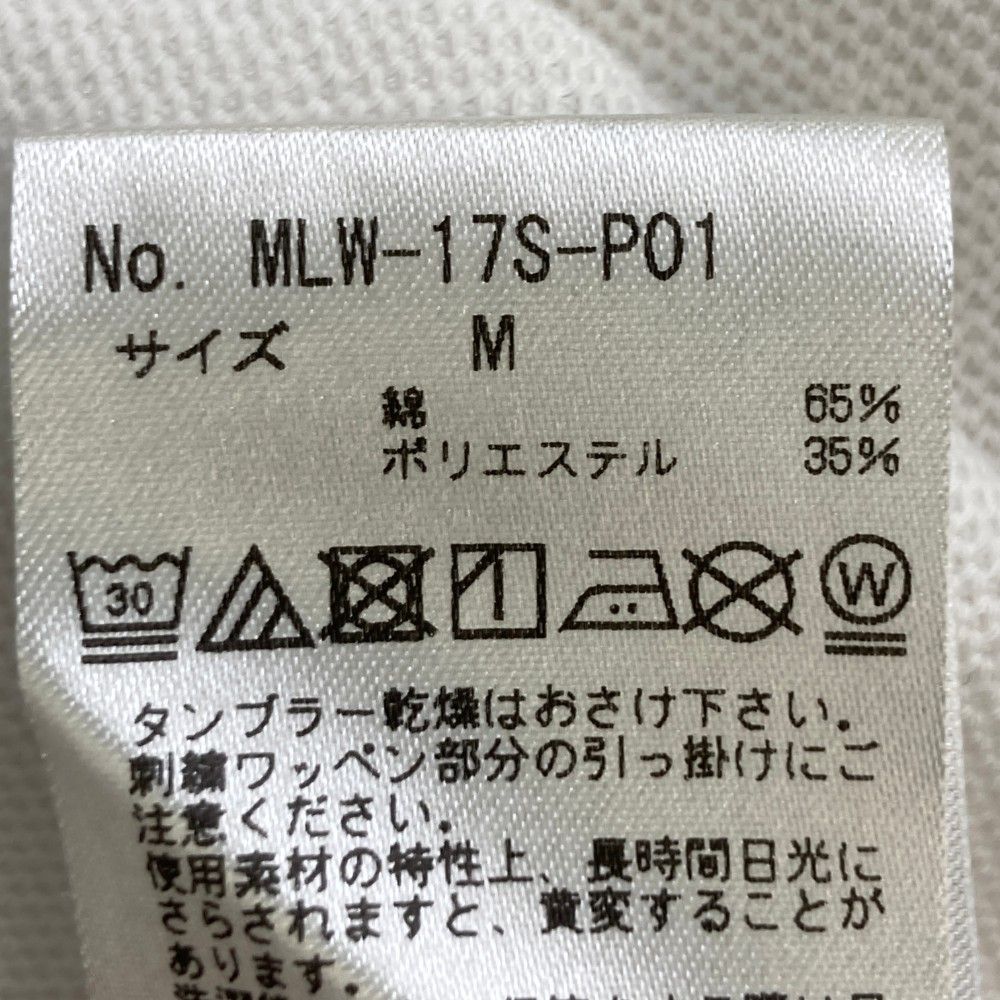 No. MLW-17S-P01
サイズ M
綿 65%
ポリエステル 35%
30 W
タンブラー乾燥はおさけ下さい.
刺繍ワッペン部分の引っ掛けにご
注意ください.
使用素材の特性上、長時間日光に
さらされますと、黄変することが
あります.